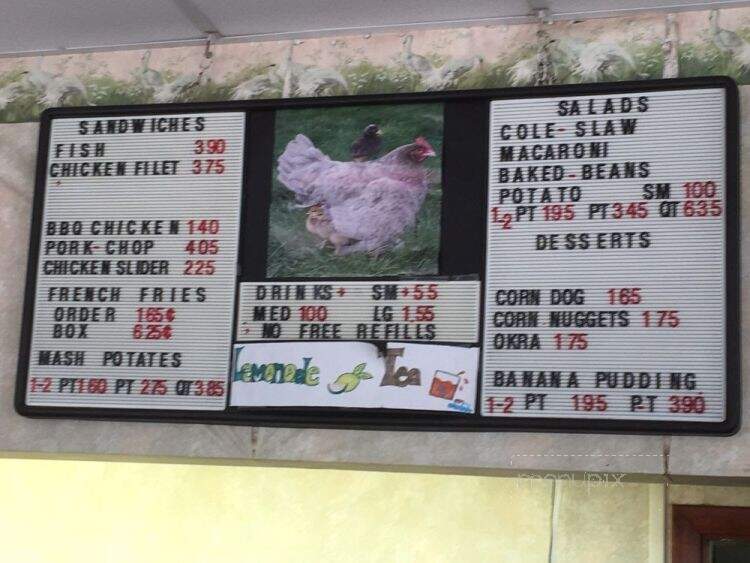 SANDWICHES
FISH 390
CHICKEN FILET 375
BBQ CHICKEN 140
PORK-CHOP 405
CHICKEN SLIDER 225
FRENCH FRIES
ORDER 165¢
BOX 625¢
MASH POTATES
1-2 PT 160 PT 275 QT 385
DRINKS+ SM+55
MED 100 LG 1,55
NO FREE REFILLS
Lemonade Tea
SALADS
COLE-SLAW
MACARONI
BAKED-BEANS
POTATO SM 100
1-2 PT 195 PT 345 QT 635
DESSERTS
CORN DOG 165
CORN NUGGETS 175
OKRA 175
BANANA PUDDING
1-2 PT 195 P-T 390
menupix